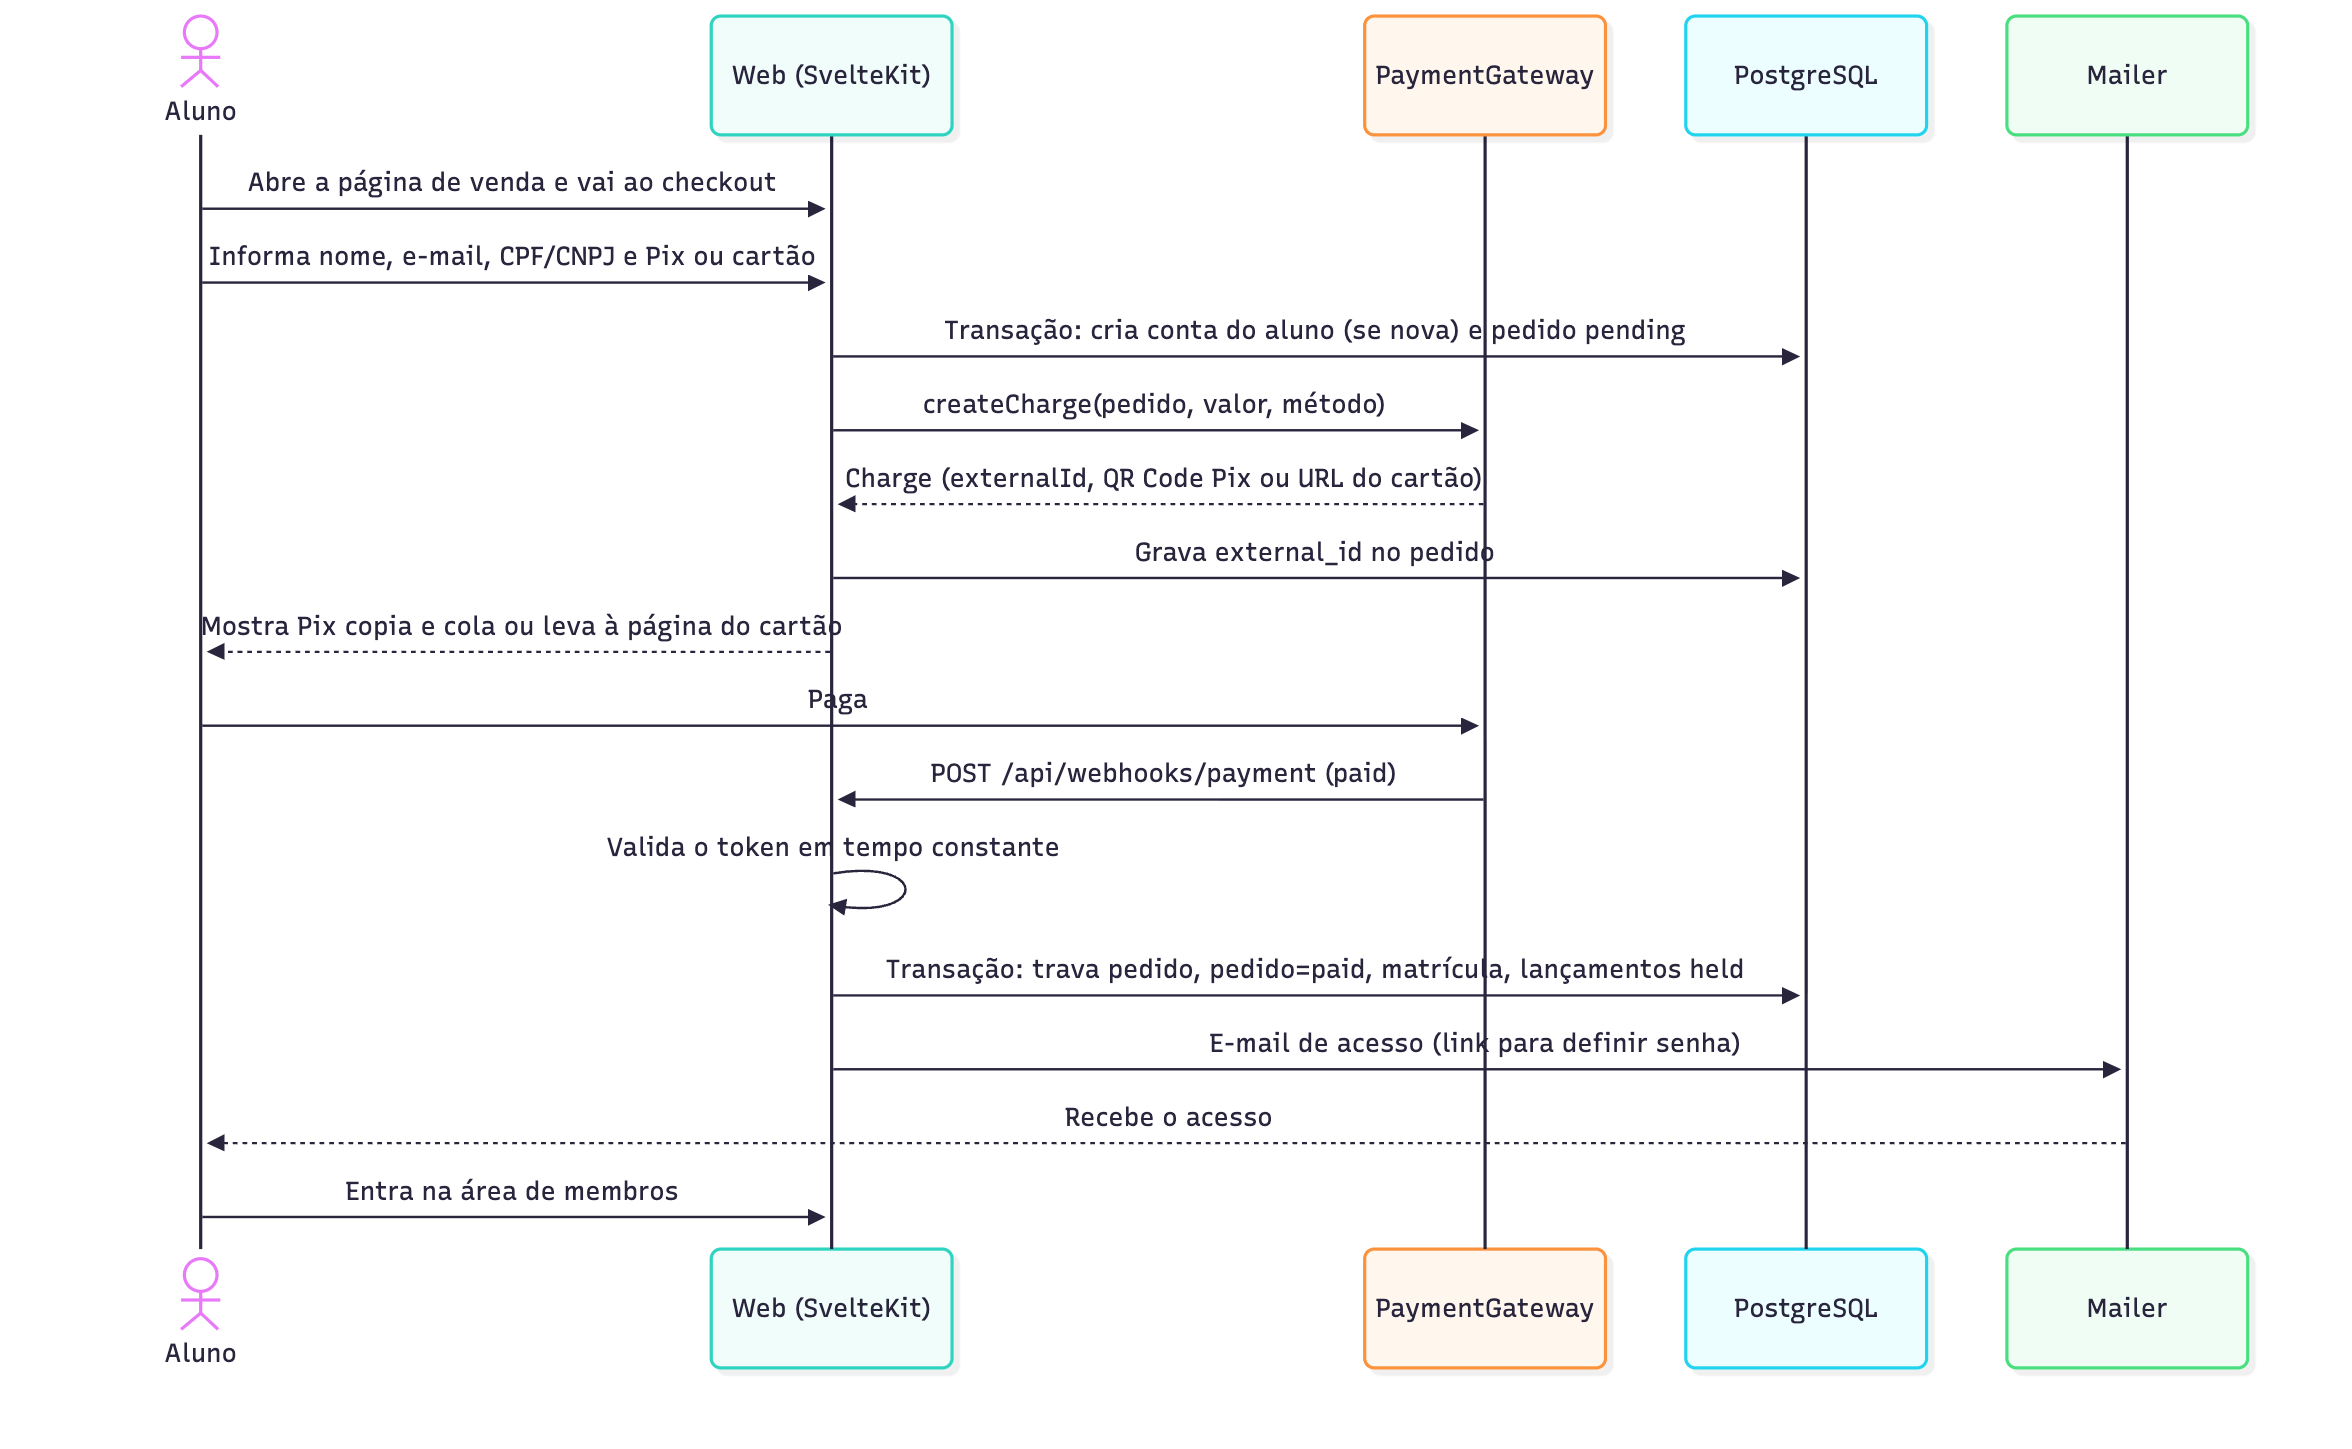 Aluno
Web (SvelteKit)
PaymentGateway
PostgreSQL
Mailer
Abre a página de venda e vai ao checkout
Informa nome, e-mail, CPF/CNPJ e Pix ou cartão
Transação: cria conta do aluno (se nova) e pedido pending
createCharge(pedido, valor, método)
Charge (externalId, QR Code Pix ou URL do cartão)
Grava external_id no pedido
Mostra Pix copia e cola ou leva à página do cartão
Paga
POST /api/webhooks/payment (paid)
Valida o token em tempo constante
Transação: trava pedido, pedido=paid, matrícula, lançamentos held
E-mail de acesso (link para definir senha)
Recebe o acesso
Entra na área de membros
Aluno
Web (SvelteKit)
PaymentGateway
PostgreSQL
Mailer